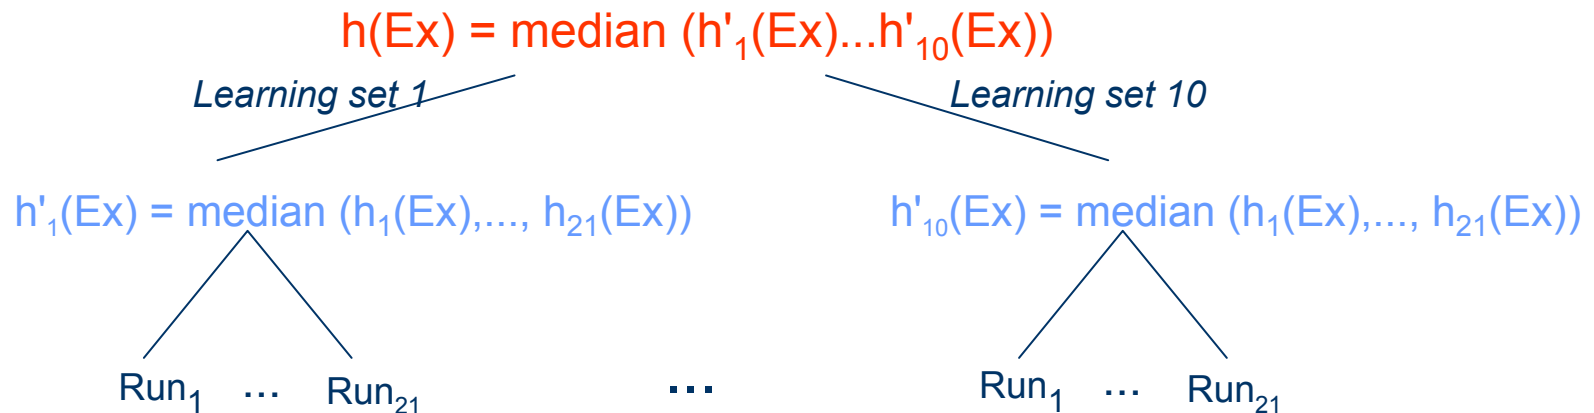 h(Ex) = median (h'₁(Ex)...h'₁₀(Ex))
Learning set 1 Learning set 10
h'₁(Ex) = median (h₁(Ex),..., h₂₁(Ex)) h'₁₀(Ex) = median (h₁(Ex),..., h₂₁(Ex))
Run₁ ... Run₂₁ ... Run₁ ... Run₂₁